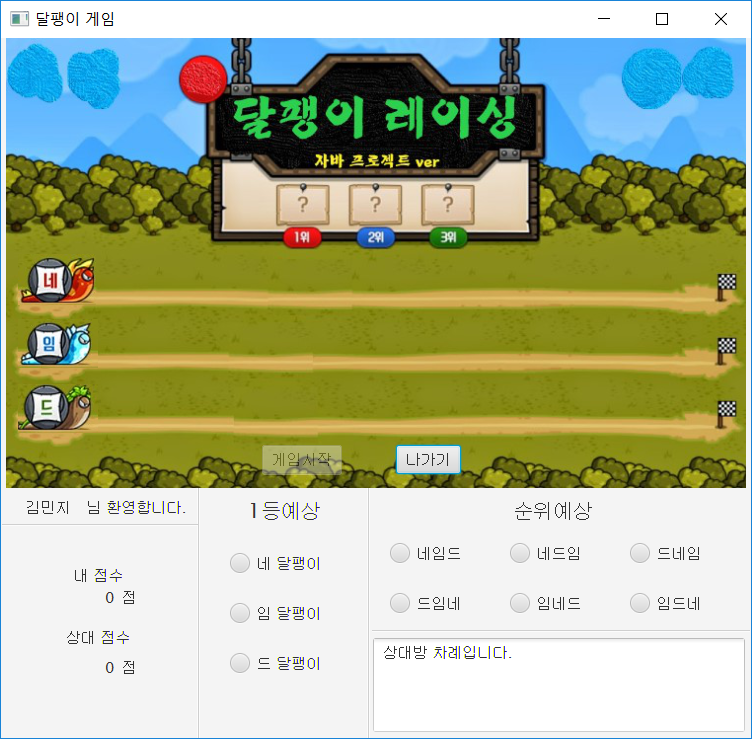 달팽이 게임
달팽이 레이싱
자바 프로젝트 ver
? ? ?
1위 2위 3위
네
임
드
게임시작 나가기
김민지 님 환영합니다.
내 점수
0 점
상대 점수
0 점
1등예상
네 달팽이
임 달팽이
드 달팽이
순위예상
네임드 네드임 드네임
드임네 임네드 임드네
상대방 차례입니다.